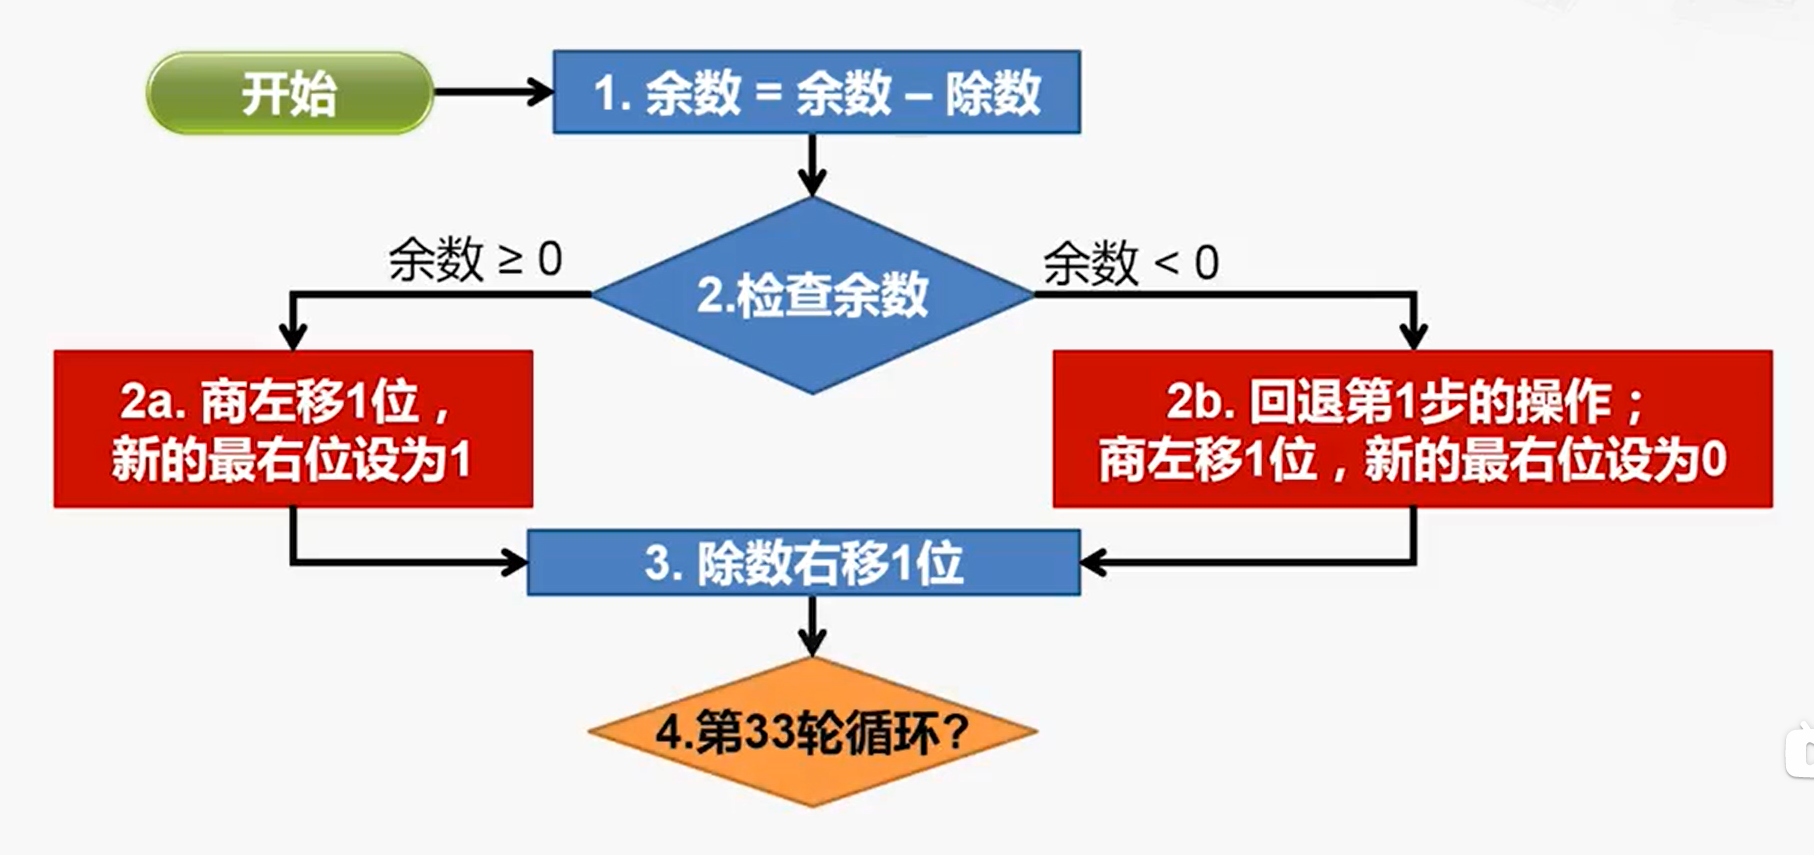 开始
1. 余数 = 余数 – 除数
余数 ≥ 0
余数 < 0
2.检查余数
2a. 商左移1位，
新的最右位设为1
2b. 回退第1步的操作；
商左移1位，新的最右位设为0
3. 除数右移1位
4.第33轮循环?